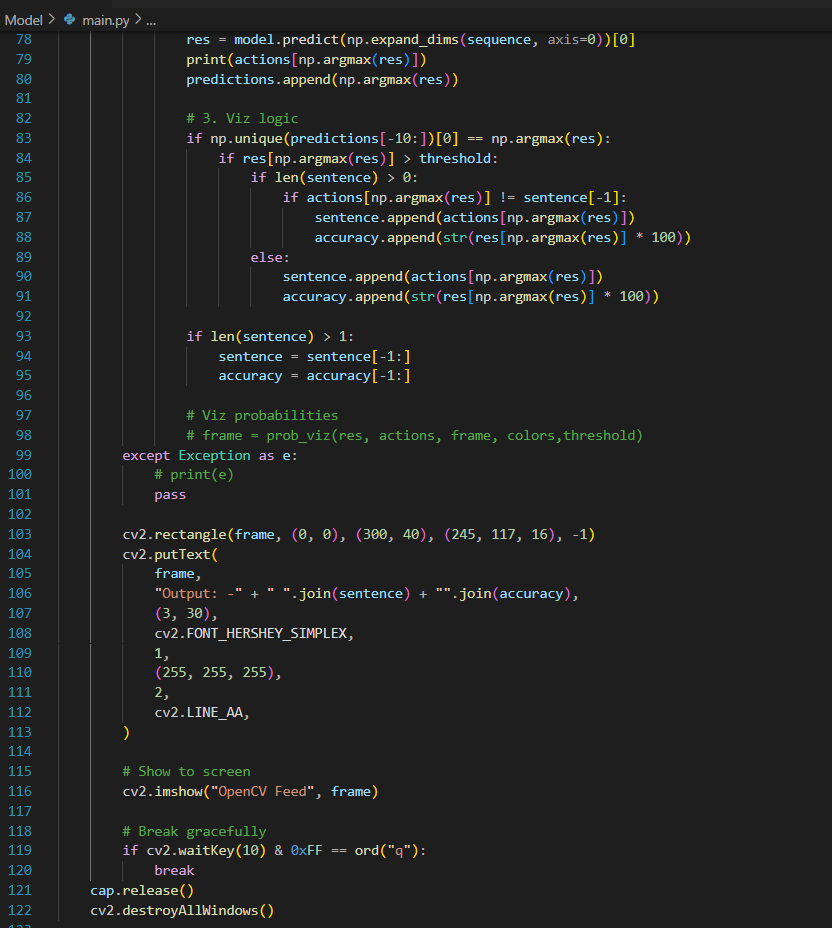 Model > main.py > ...
78 res = model.predict(np.expand_dims(sequence, axis=0))[0]
79 print(actions[np.argmax(res)])
80 predictions.append(np.argmax(res))
81
82 # 3. Viz logic
83 if np.unique(predictions[-10:])[0] == np.argmax(res):
84 if res[np.argmax(res)] > threshold:
85 if len(sentence) > 0:
86 if actions[np.argmax(res)] != sentence[-1]:
87 sentence.append(actions[np.argmax(res)])
88 accuracy.append(str(res[np.argmax(res)] * 100))
89 else:
90 sentence.append(actions[np.argmax(res)])
91 accuracy.append(str(res[np.argmax(res)] * 100))
92
93 if len(sentence) > 1:
94 sentence = sentence[-1:]
95 accuracy = accuracy[-1:]
96
97 # Viz probabilities
98 # frame = prob_viz(res, actions, frame, colors,threshold)
99 except Exception as e:
100 # print(e)
101 pass
102
103 cv2.rectangle(frame, (0, 0), (300, 40), (245, 117, 16), -1)
104 cv2.putText(
105 frame,
106 "Output: -" + " ".join(sentence) + "".join(accuracy),
107 (3, 30),
108 cv2.FONT_HERSHEY_SIMPLEX,
109 1,
110 (255, 255, 255),
111 2,
112 cv2.LINE_AA,
113 )
114
115 # Show to screen
116 cv2.imshow("OpenCV Feed", frame)
117
118 # Break gracefully
119 if cv2.waitKey(10) & 0xFF == ord("q"):
120 break
121 cap.release()
122 cv2.destroyAllWindows()